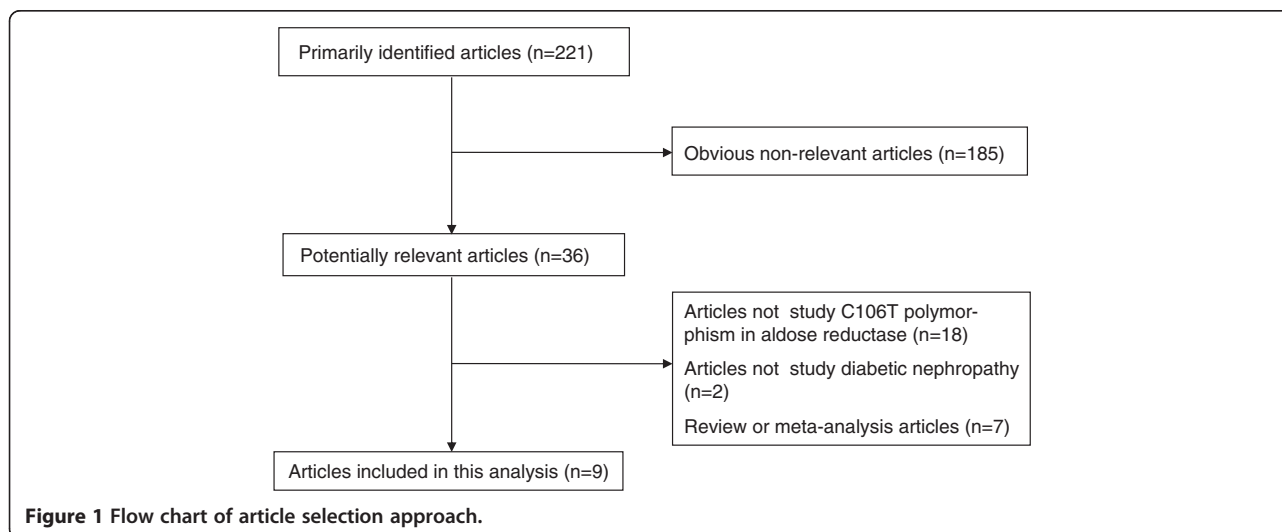 Primarily identified articles (n=221)
Obvious non-relevant articles (n=185)
Potentially relevant articles (n=36)
Articles not study C106T polymor-
phism in aldose reductase (n=18)
Articles not study diabetic nephropathy
(n=2)
Review or meta-analysis articles (n=7)
Articles included in this analysis (n=9)
Figure 1 Flow chart of article selection approach.